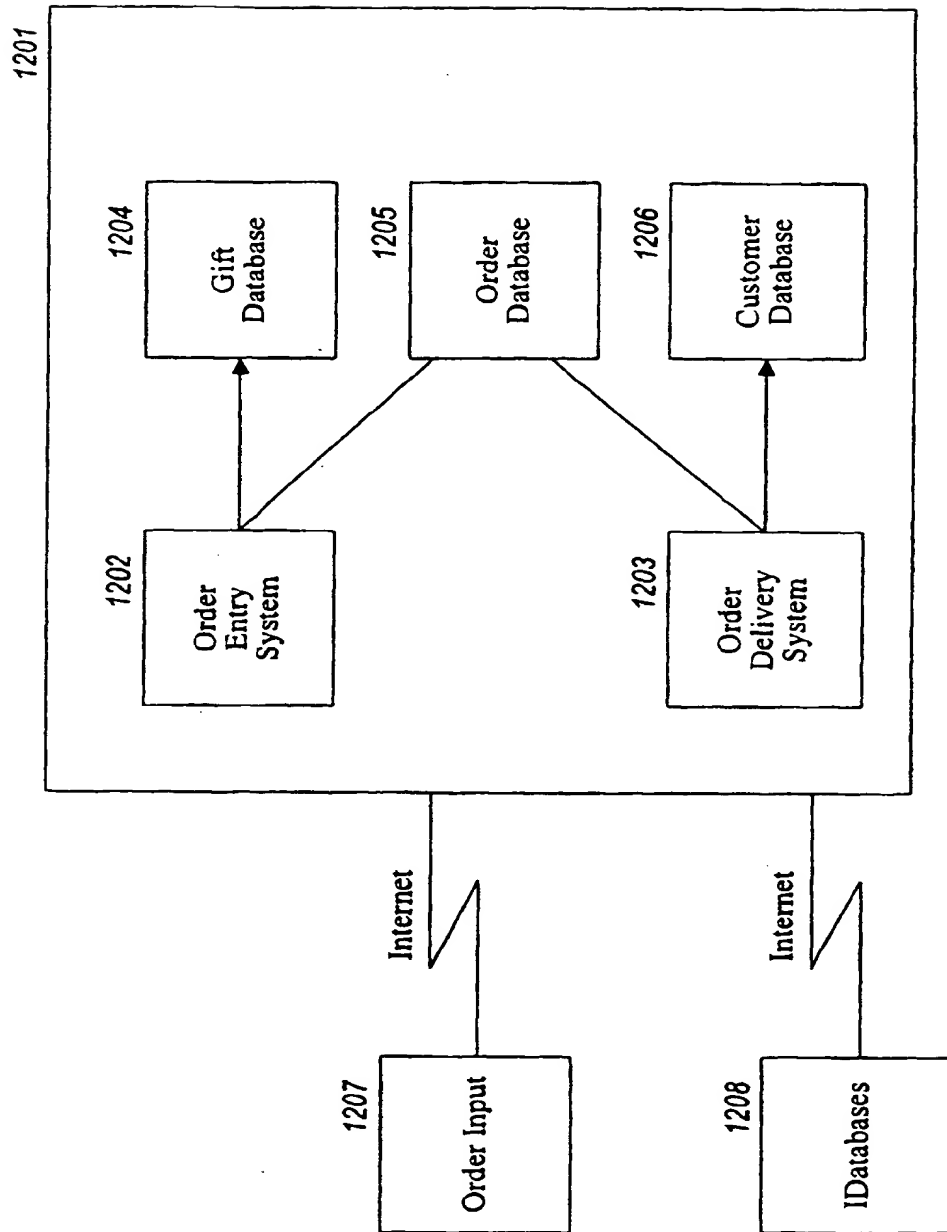 1201
1202
Order
Entry
System
1204
Gift
Database
1205
Order
Database
1203
Order
Delivery
System
1206
Customer
Database
Internet
Internet
1207
Order Input
1208
IDatabases